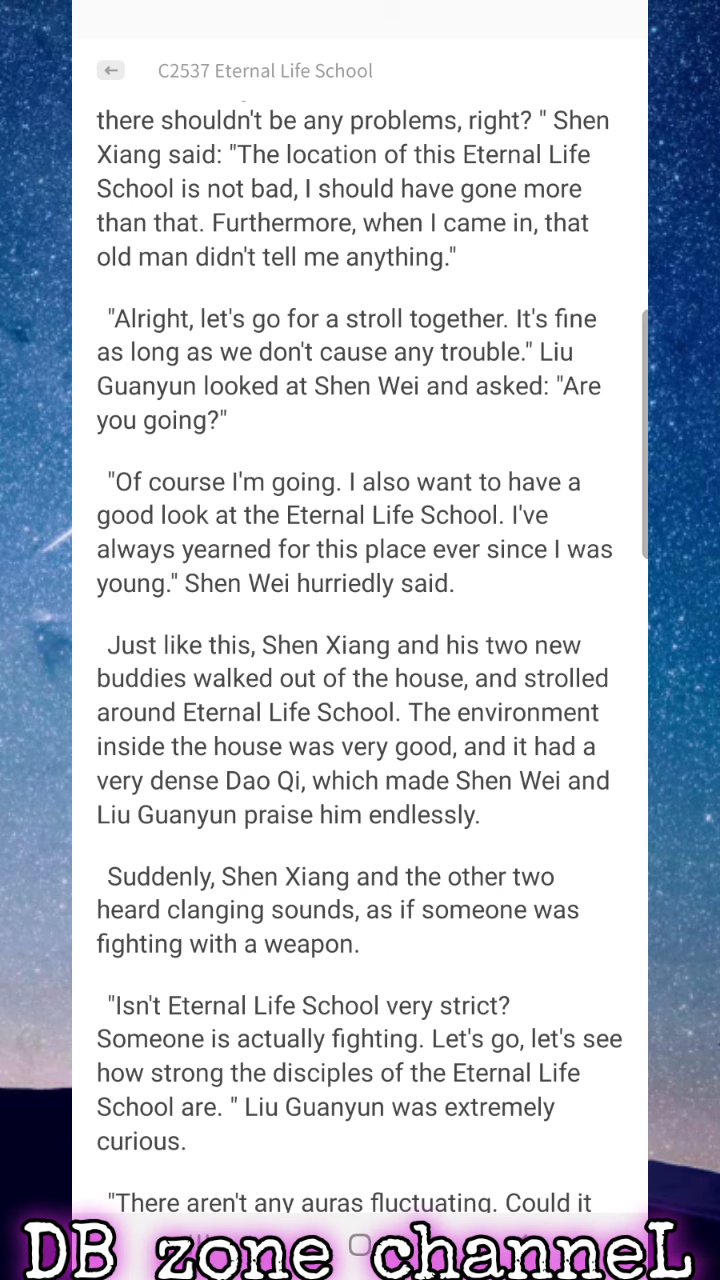 C2537 Eternal Life School
there shouldn't be any problems, right? " Shen
Xiang said: "The location of this Eternal Life
School is not bad, I should have gone more
than that. Furthermore, when I came in, that
old man didn't tell me anything."
"Alright, let's go for a stroll together. It's fine
as long as we don't cause any trouble." Liu
Guanyun looked at Shen Wei and asked: "Are
you going?"
"Of course I'm going. I also want to have a
good look at the Eternal Life School. I've
always yearned for this place ever since I was
young." Shen Wei hurriedly said.
Just like this, Shen Xiang and his two new
buddies walked out of the house, and strolled
around Eternal Life School. The environment
inside the house was very good, and it had a
very dense Dao Qi, which made Shen Wei and
Liu Guanyun praise him endlessly.
Suddenly, Shen Xiang and the other two
heard clanging sounds, as if someone was
fighting with a weapon.
"Isn't Eternal Life School very strict?
Someone is actually fighting. Let's go, let's see
how strong the disciples of the Eternal Life
School are. " Liu Guanyun was extremely
curious.
"There aren't any auras fluctuating. Could it
DB zone channeL